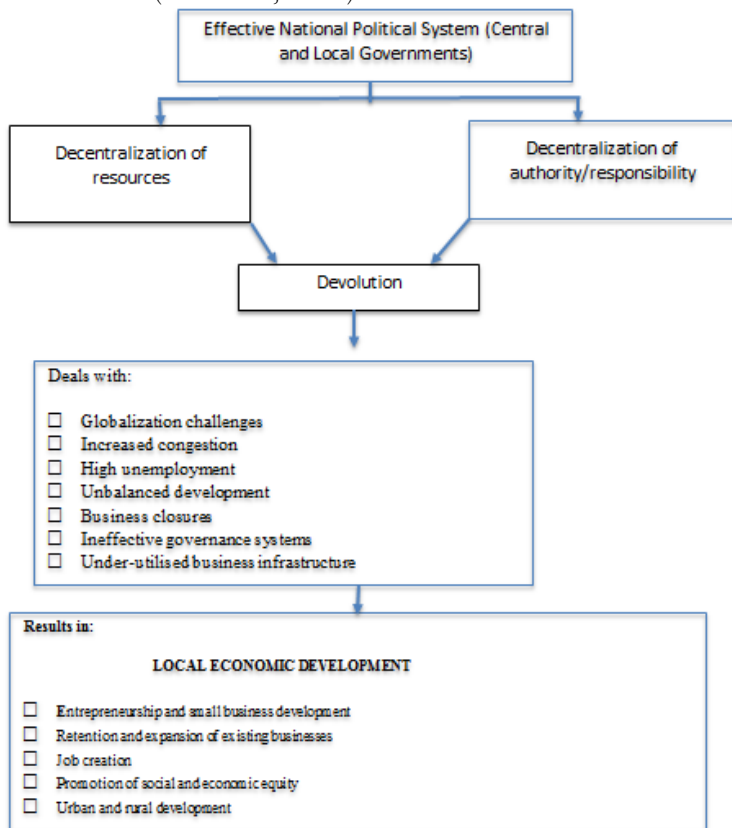 Effective National Political System (Central
and Local Governments)
Decentralization of
resources
Decentralization of
authority/responsibility
Devolution
Deals with:
☐ Globalization challenges
☐ Increased congestion
☐ High unemployment
☐ Unbalanced development
☐ Business closures
☐ Ineffective governance systems
☐ Under-utilised business infrastructure
Results in:
LOCAL ECONOMIC DEVELOPMENT
☐ Entrepreneurship and small business development
☐ Retention and expansion of existing businesses
☐ Job creation
☐ Promotion of social and economic equity
☐ Urban and rural development